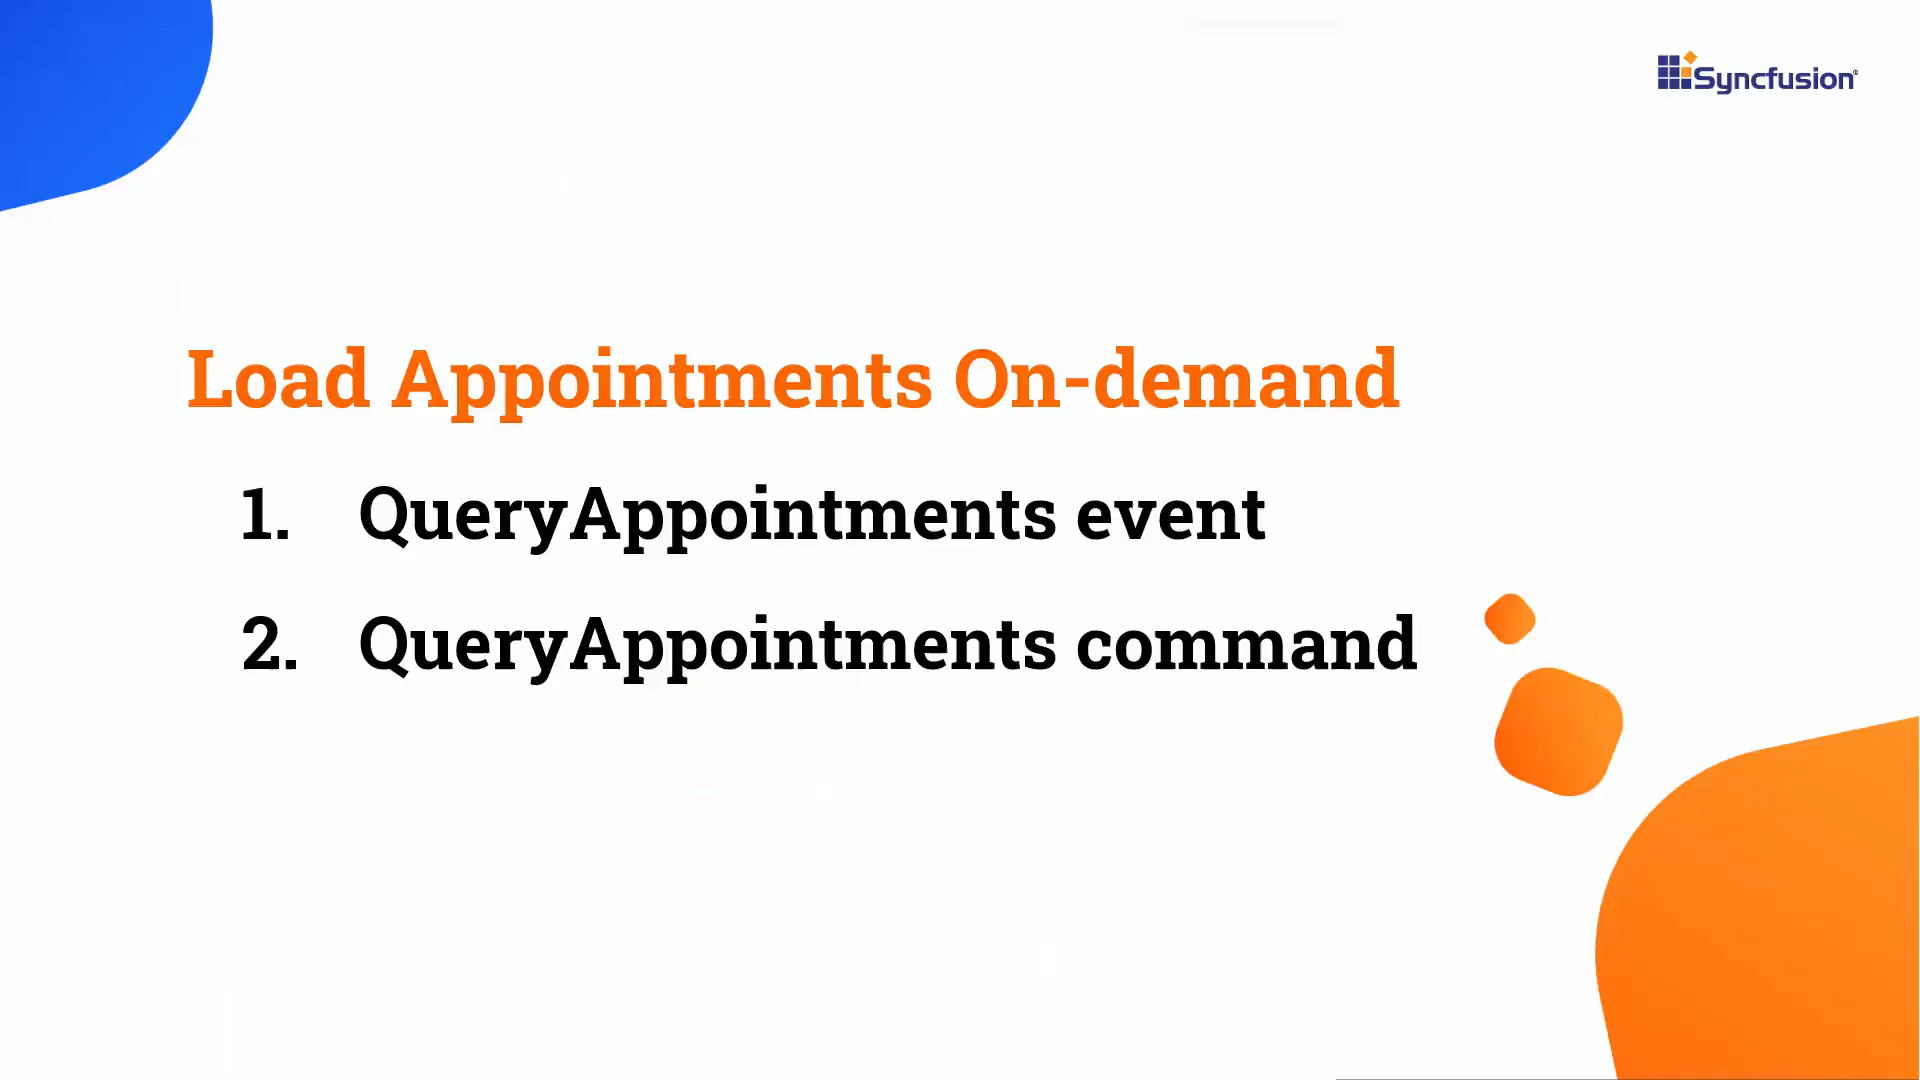 Syncfusion®
Load Appointments On-demand
1. QueryAppointments event
2. QueryAppointments command